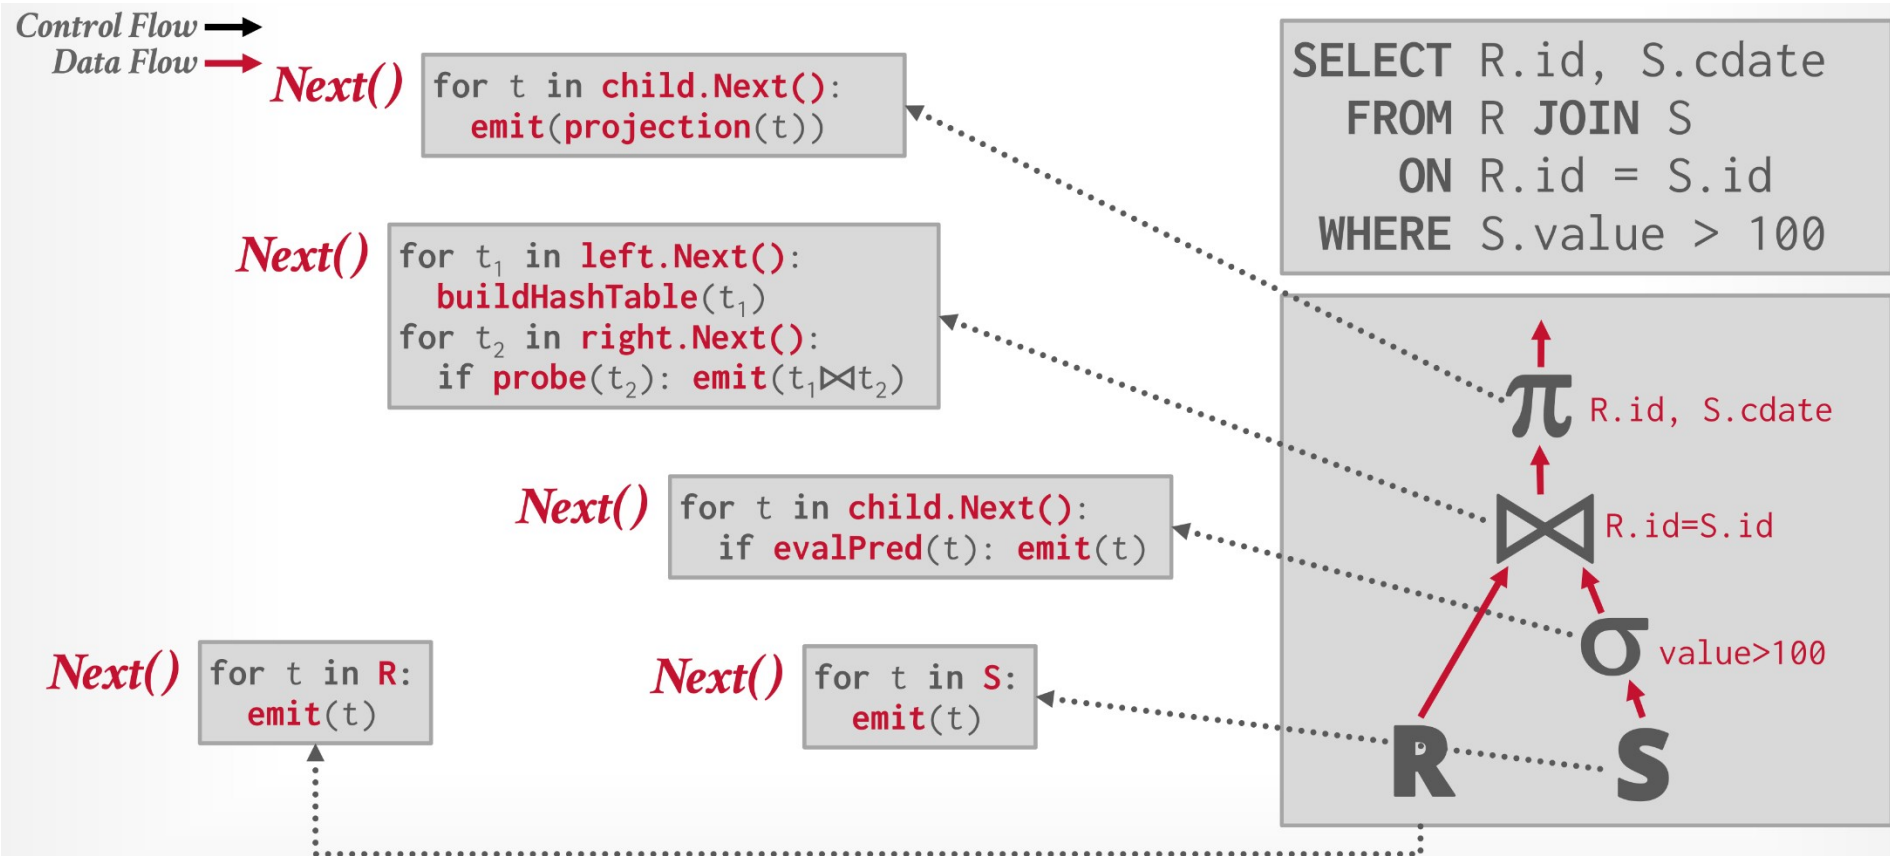 Control Flow
Data Flow
Next()
for t in child.Next():
emit(projection(t))
Next()
for t₁ in left.Next():
buildHashTable(t₁)
for t₂ in right.Next():
if probe(t₂): emit(t₁⨝t₂)
Next()
for t in child.Next():
if evalPred(t): emit(t)
Next()
for t in R:
emit(t)
Next()
for t in S:
emit(t)
SELECT R.id, S.cdate
FROM R JOIN S
ON R.id = S.id
WHERE S.value > 100
π R.id, S.cdate
⨝ R.id=S.id
σ value>100
R S